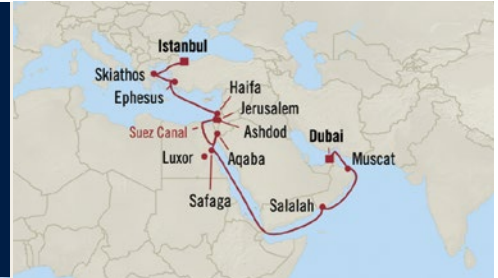 Istanbul
Skiathos
Ephesus
Haifa
Jerusalem
Suez Canal
Ashdod
Dubai
Luxor
Aqaba
Muscat
Safaga
Salalah